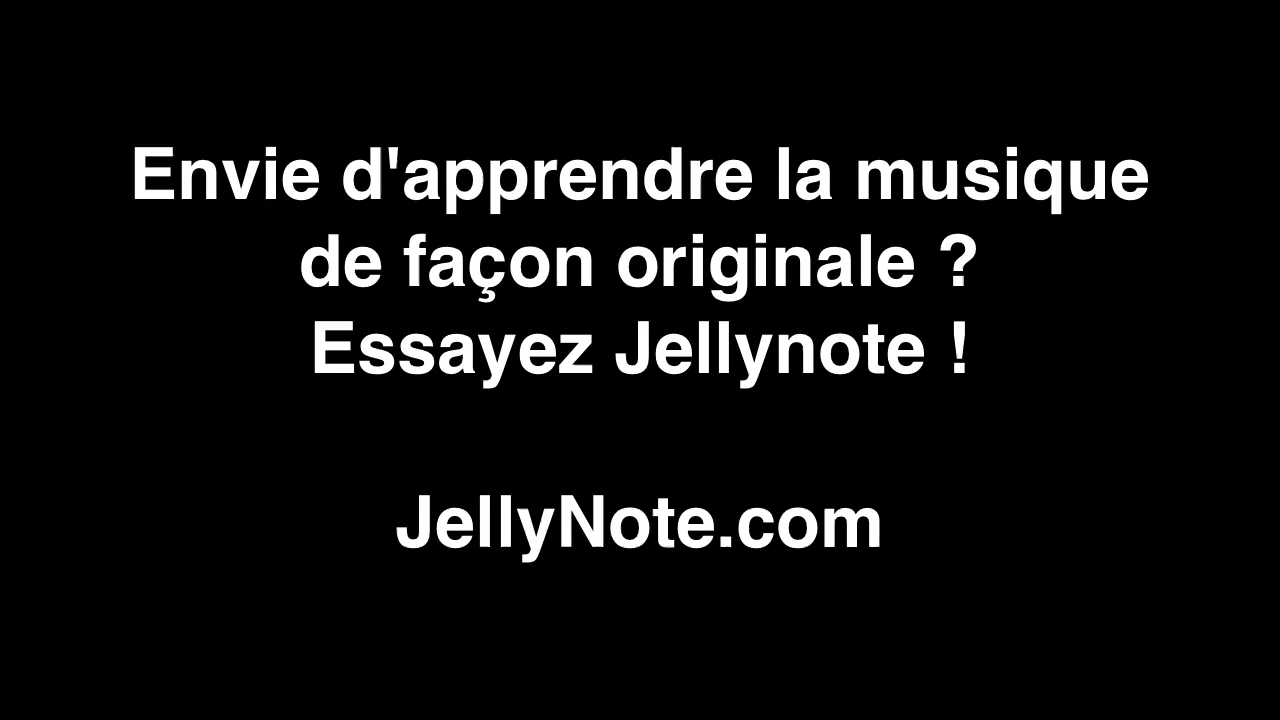 Envie d'apprendre la musique
de façon originale ?
Essayez Jellynote !
JellyNote.com